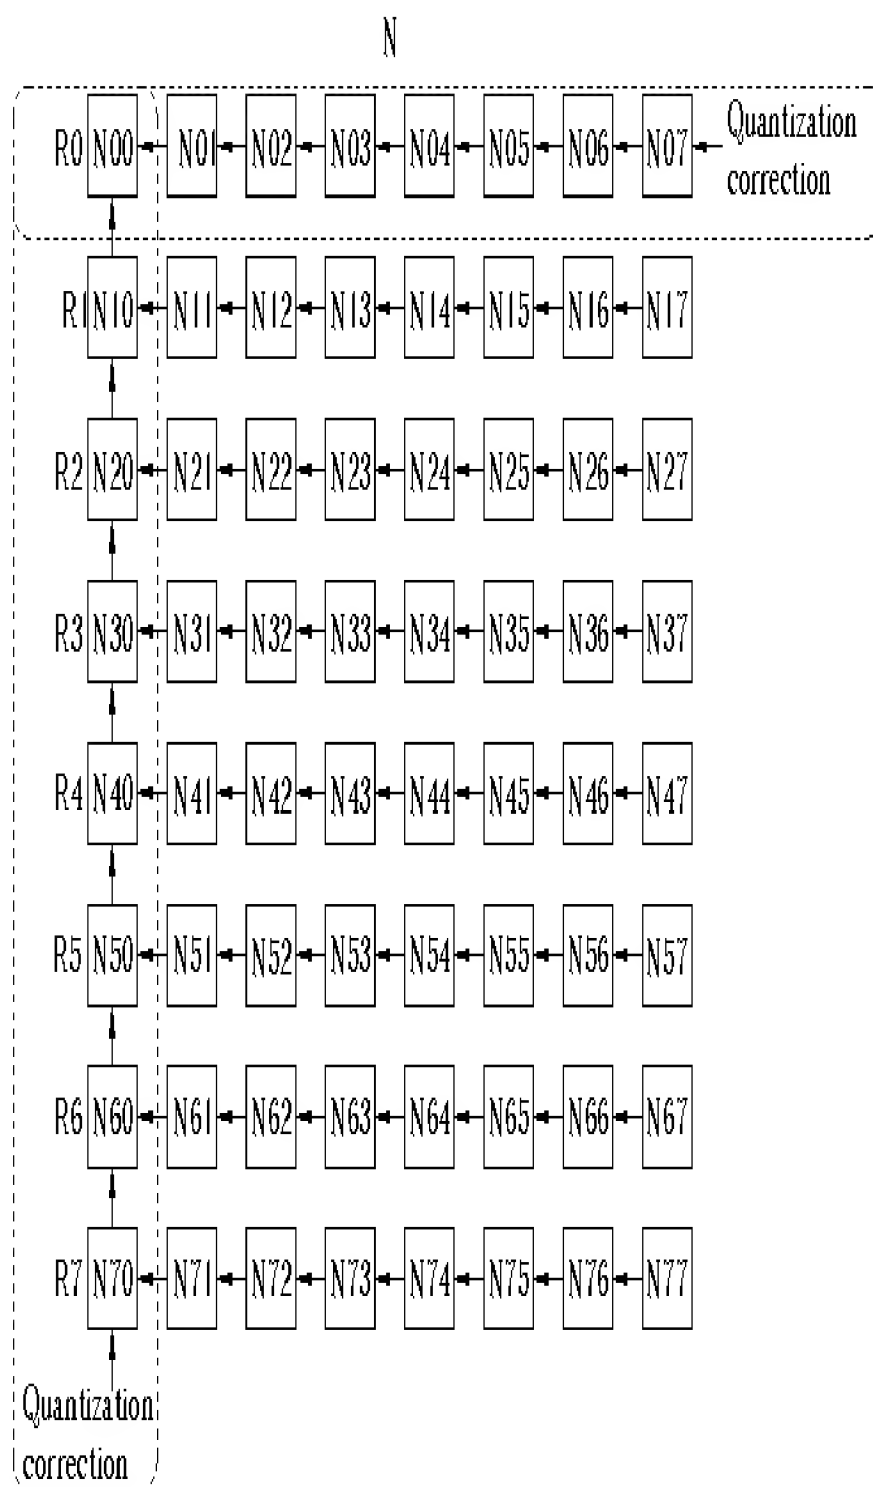 N
R0 N00 N01 N02 N03 N04 N05 N06 N07 Quantization
correction
R1 N10 N11 N12 N13 N14 N15 N16 N17
R2 N20 N21 N22 N23 N24 N25 N26 N27
R3 N30 N31 N32 N33 N34 N35 N36 N37
R4 N40 N41 N42 N43 N44 N45 N46 N47
R5 N50 N51 N52 N53 N54 N55 N56 N57
R6 N60 N61 N62 N63 N64 N65 N66 N67
R7 N70 N71 N72 N73 N74 N75 N76 N77
Quantization
correction